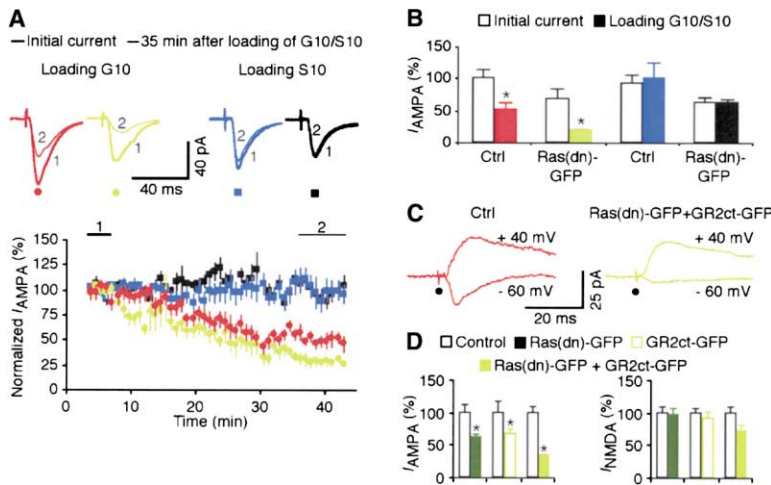 A
— Initial current — 35 min after loading of G10/S10
Loading G10 Loading S10
2 1 2 1 2 1 2 1
40 pA
40 ms
1 2
Normalized I_AMPA (%)
150
125
100
75
50
25
0
0 10 20 30 40
Time (min)
B
Initial current Loading G10/S10
I_AMPA (%)
150
100
50
0
* *
Ctrl Ras(dn)-GFP Ctrl Ras(dn)-GFP
C
Ctrl Ras(dn)-GFP+GR2ct-GFP
+ 40 mV + 40 mV
- 60 mV - 60 mV
25 pA
20 ms
D
Control Ras(dn)-GFP GR2ct-GFP
Ras(dn)-GFP + GR2ct-GFP
I_AMPA (%)
150
100
50
0
* * *
I_NMDA (%)
150
100
50
0